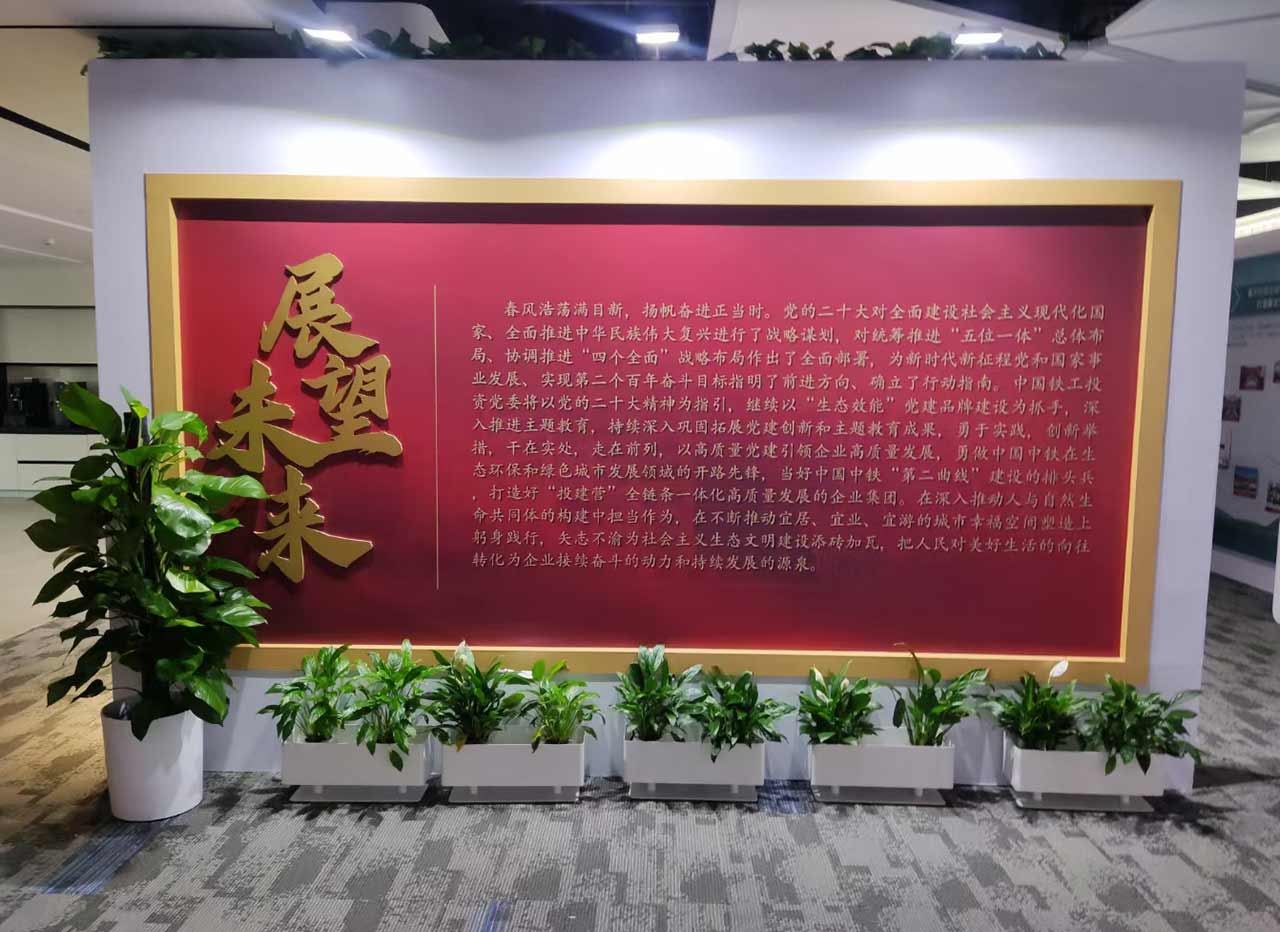 展望
未来
春风浩荡满目新，扬帆奋进正当时。党的二十大对全面建设社会主义现代化国
家、全面推进中华民族伟大复兴进行了战略谋划，对统筹推进“五位一体”总体布
局、协调推进“四个全面”战略布局作出了全面部署，为新时代新征程党和国家事
业发展、实现第二个百年奋斗目标指明了前进方向、确立了行动指南。中国铁工投
资党委将以党的二十大精神为指引，继续以“生态效能”党建品牌建设为抓手，深
入推进主题教育，持续深入巩固拓展党建创新和主题教育成果，勇于实践，创新举
措，干在实处，走在前列，以高质量党建引领企业高质量发展，勇做中国中铁在生
态环保和绿色城市发展领域的开路先锋，当好中国中铁“第二曲线”建设的排头兵
，打造好“投建营”全链条一体化高质量发展的企业集团。在深入推动人与自然生
命共同体的构建中担当作为，在不断推动宜居、宜业、宜游的城市幸福空间塑造上
躬身践行，矢志不渝为社会主义生态文明建设添砖加瓦，把人民对美好生活的向往
转化为企业接续奋斗的动力和持续发展的源泉。